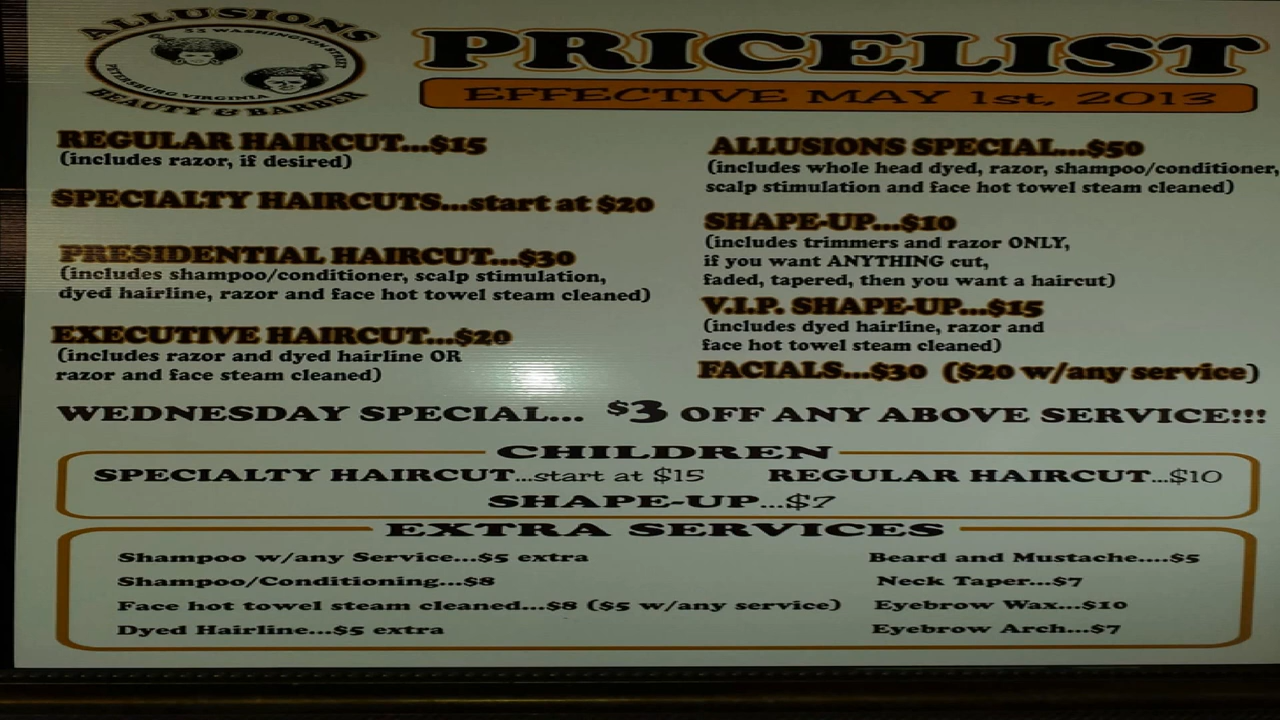 ALLUSIONS
55 WASHINGTON
PETERSBURG VIRGINIA
BEAUTY & BARBER
PRICELIST
EFFECTIVE MAY 1st, 2013
REGULAR HAIRCUT...$15
(includes razor, if desired)
SPECIALTY HAIRCUTS...start at $20
PRESIDENTIAL HAIRCUT...$30
(includes shampoo/conditioner, scalp stimulation,
dyed hairline, razor and face hot towel steam cleaned)
EXECUTIVE HAIRCUT...$20
(includes razor and dyed hairline OR
razor and face steam cleaned)
ALLUSIONS SPECIAL...$50
(includes whole head dyed, razor, shampoo/conditioner,
scalp stimulation and face hot towel steam cleaned)
SHAPE-UP...$10
(includes trimmers and razor ONLY,
if you want ANYTHING cut,
faded, tapered, then you want a haircut)
V.I.P. SHAPE-UP...$15
(includes dyed hairline, razor and
face hot towel steam cleaned)
FACIALS...$30 ($20 w/any service)
WEDNESDAY SPECIAL... $3 OFF ANY ABOVE SERVICE!!!
CHILDREN
SPECIALTY HAIRCUT...start at $15 REGULAR HAIRCUT...$10
SHAPE-UP...$7
EXTRA SERVICES
Shampoo w/any Service...$5 extra
Shampoo/Conditioning...$8
Face hot towel steam cleaned...$8 ($5 w/any service)
Dyed Hairline...$5 extra
Beard and Mustache....$5
Neck Taper...$7
Eyebrow Wax...$10
Eyebrow Arch...$7